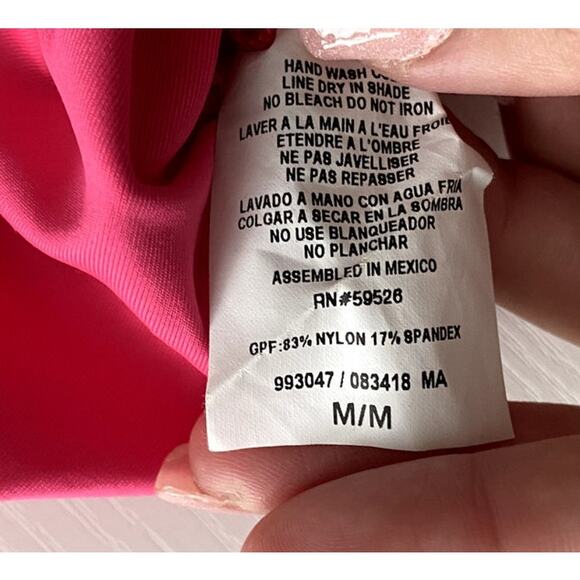 HAND WASH
LINE DRY IN SHADE
NO BLEACH DO NOT IRON
LAVER A LA MAIN A L'EAU FROI
ETENDRE A L'OMBRE
NE PAS JAVELLISER
NE PAS REPASSER
LAVADO A MANO CON AGUA FRIA
COLGAR A SECAR EN LA SOMBRA
NO USE BLANQUEADOR
NO PLANCHAR
ASSEMBLED IN MEXICO
RN#59526
GPF:83% NYLON 17% SPANDEX
993047 / 083418 MA
M/M